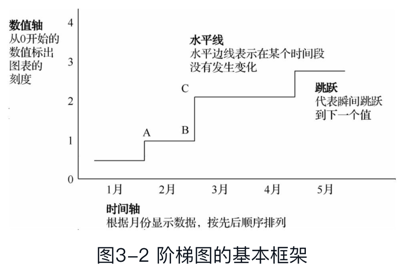 数值轴
从0开始的
数值标出
图表的
刻度
4
3
2
1
0
水平线
水平边线表示在某个时间段
没有发生变化
C
A
B
跳跃
代表瞬间跳跃
到下一个值
1月 2月 3月 4月 5月
时间轴
根据月份显示数据，按先后顺序排列
图3-2 阶梯图的基本框架